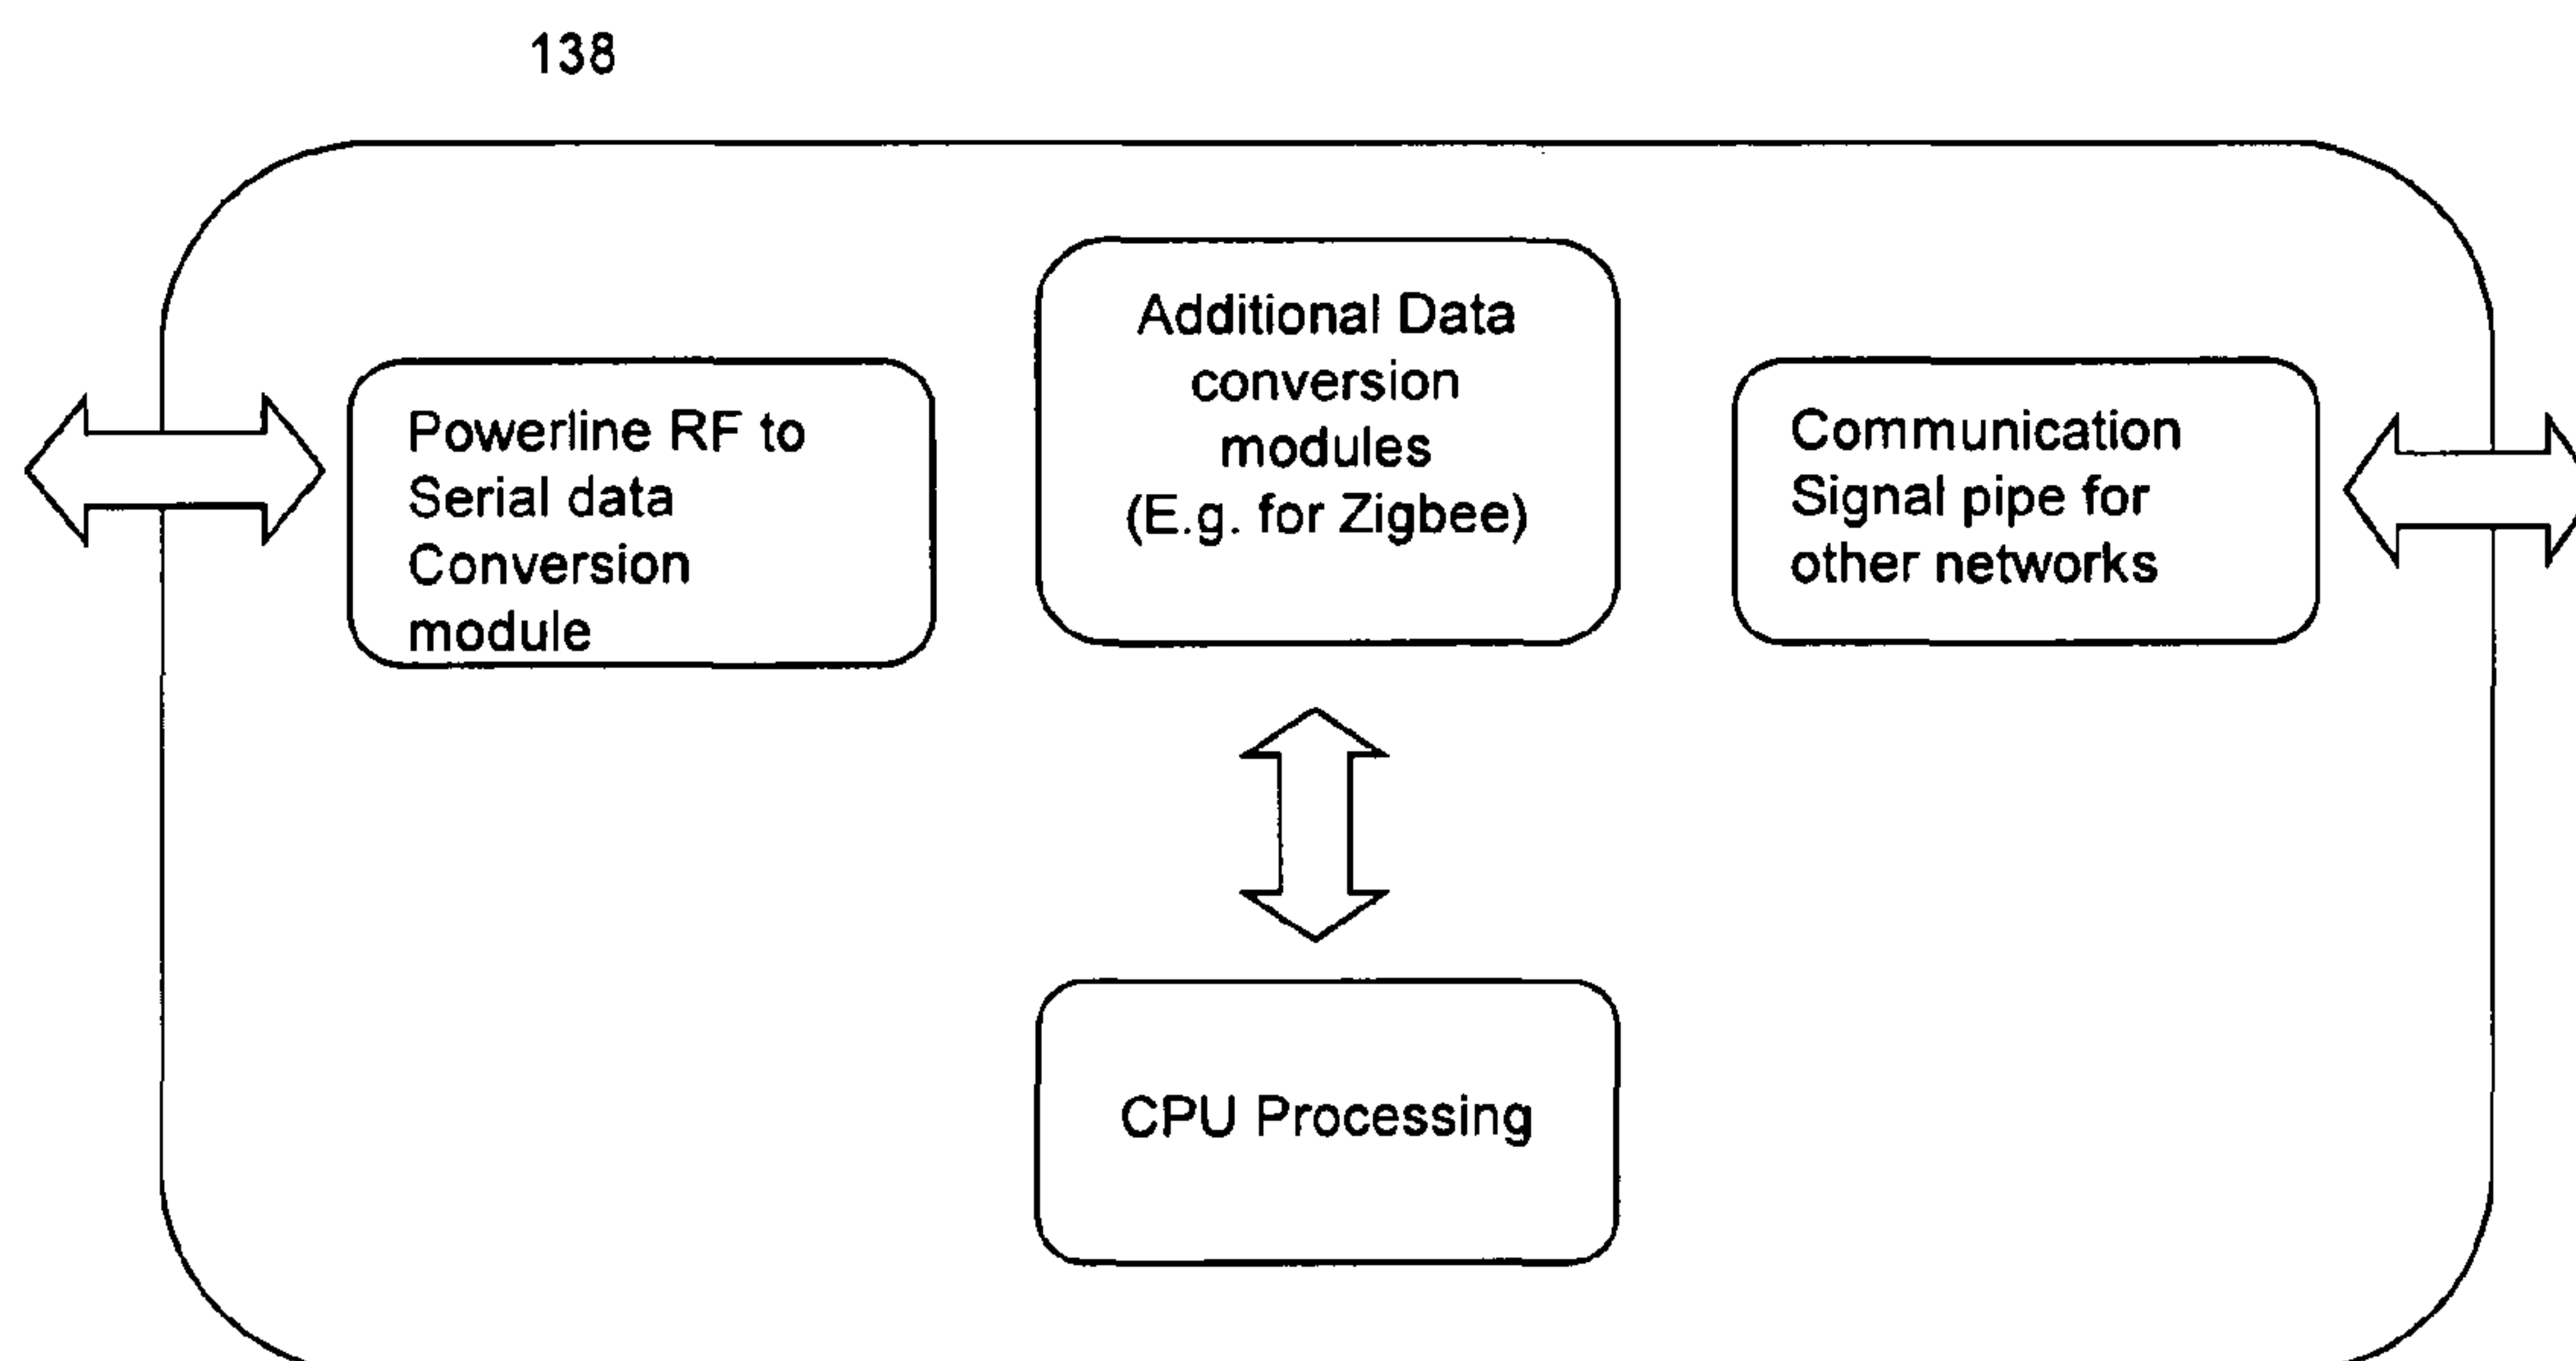 138
Powerline RF to
Serial data
Conversion
module
Additional Data
conversion
modules
(E.g. for Zigbee)
Communication
Signal pipe for
other networks
CPU Processing